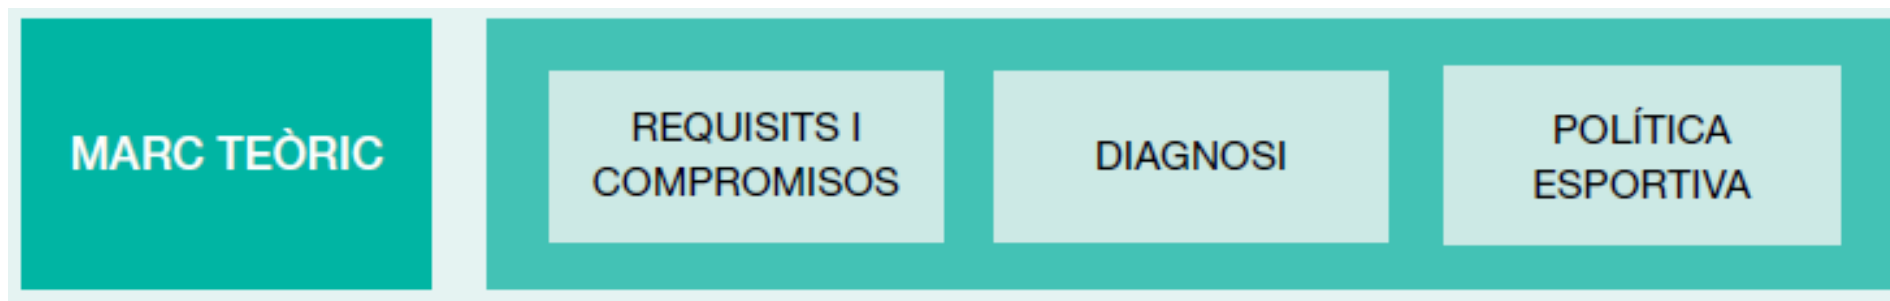 MARC TEÒRIC
REQUISITS I
COMPROMISOS
DIAGNOSI
POLÍTICA
ESPORTIVA